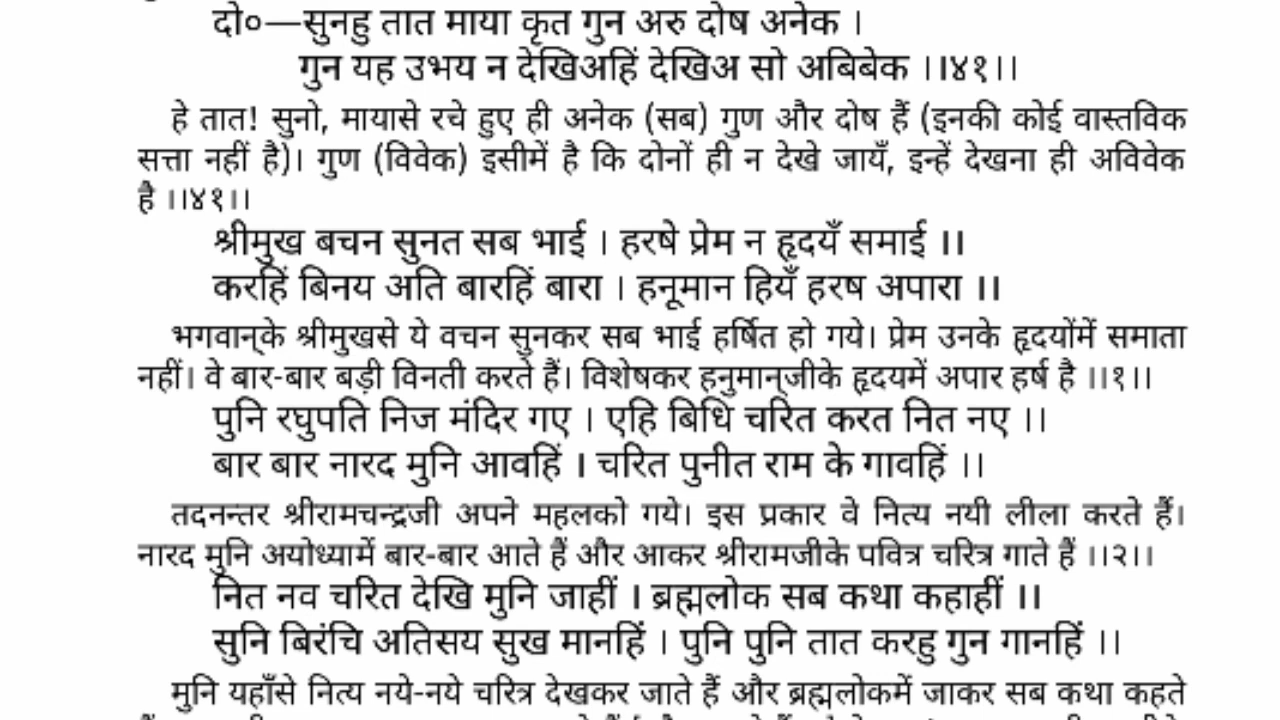 दो०—सुनहु तात माया कृत गुन अरु दोष अनेक ।
गुन यह उभय न देखिअहिं देखिअ सो अबिबेक ।।४१।।
हे तात! सुनो, मायासे रचे हुए ही अनेक (सब) गुण और दोष हैं (इनकी कोई वास्तविक
सत्ता नहीं है)। गुण (विवेक) इसीमें है कि दोनों ही न देखे जायँ, इन्हें देखना ही अविवेक
है ।।४१।।
श्रीमुख बचन सुनत सब भाई । हरषे प्रेम न हृदयँ समाई ।।
करहिं बिनय अति बारहिं बारा । हनूमान हियँ हरष अपारा ।।
भगवान्‌के श्रीमुखसे ये वचन सुनकर सब भाई हर्षित हो गये। प्रेम उनके हृदयोंमें समाता
नहीं। वे बार-बार बड़ी विनती करते हैं। विशेषकर हनुमान्‌जीके हृदयमें अपार हर्ष है ।।१।।
पुनि रघुपति निज मंदिर गए । एहि बिधि चरित करत नित नए ।।
बार बार नारद मुनि आवहिं । चरित पुनीत राम के गावहिं ।।
तदनन्तर श्रीरामचन्द्रजी अपने महलको गये। इस प्रकार वे नित्य नयी लीला करते हैं।
नारद मुनि अयोध्यामें बार-बार आते हैं और आकर श्रीरामजीके पवित्र चरित्र गाते हैं ।।२।।
नित नव चरित देखि मुनि जाहीं । ब्रह्मलोक सब कथा कहाहीं ।।
सुनि बिरंचि अतिसय सुख मानहिं । पुनि पुनि तात करहु गुन गानहिं ।।
मुनि यहाँसे नित्य नये-नये चरित्र देखकर जाते हैं और ब्रह्मलोकमें जाकर सब कथा कहते